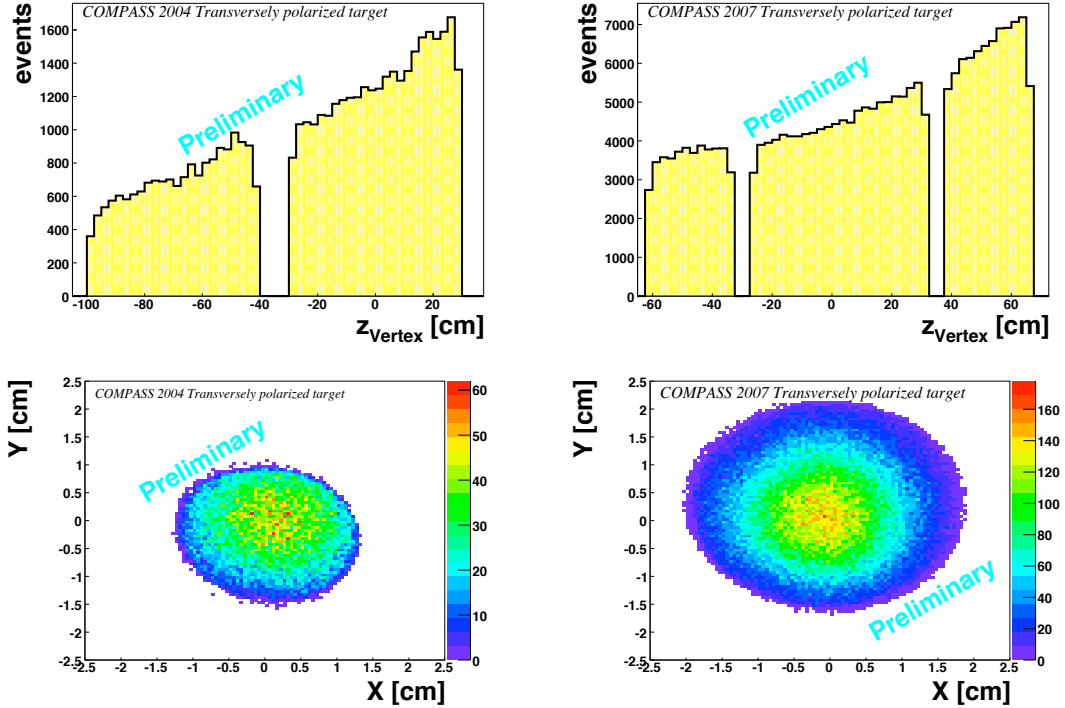 COMPASS 2004 Transversely polarized target
events
1600
1400
1200
1000
800
600
400
200
0
Preliminary
-100 -80 -60 -40 -20 0 20
zVertex [cm]
COMPASS 2007 Transversely polarized target
events
7000
6000
5000
4000
3000
2000
1000
0
Preliminary
-60 -40 -20 0 20 40 60
zVertex [cm]
COMPASS 2004 Transversely polarized target
Y [cm]
2.5
2
1.5
1
0.5
0
-0.5
-1
-1.5
-2
-2.5
Preliminary
-2.5 -2 -1.5 -1 -0.5 0 0.5 1 1.5 2 2.5
X [cm]
60
50
40
30
20
10
0
COMPASS 2007 Transversely polarized target
Y [cm]
2.5
2
1.5
1
0.5
0
-0.5
-1
-1.5
-2
-2.5
Preliminary
-2.5 -2 -1.5 -1 -0.5 0 0.5 1 1.5 2 2.5
X [cm]
160
140
120
100
80
60
40
20
0